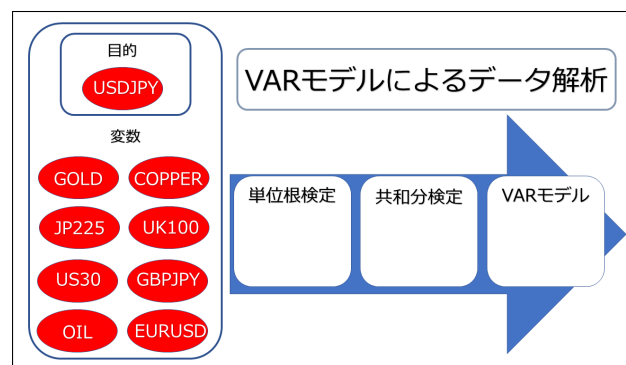 目的
USDJPY
変数
GOLD
COPPER
JP225
UK100
US30
GBPJPY
OIL
EURUSD
VARモデルによるデータ解析
単位根検定
共和分検定
VARモデル